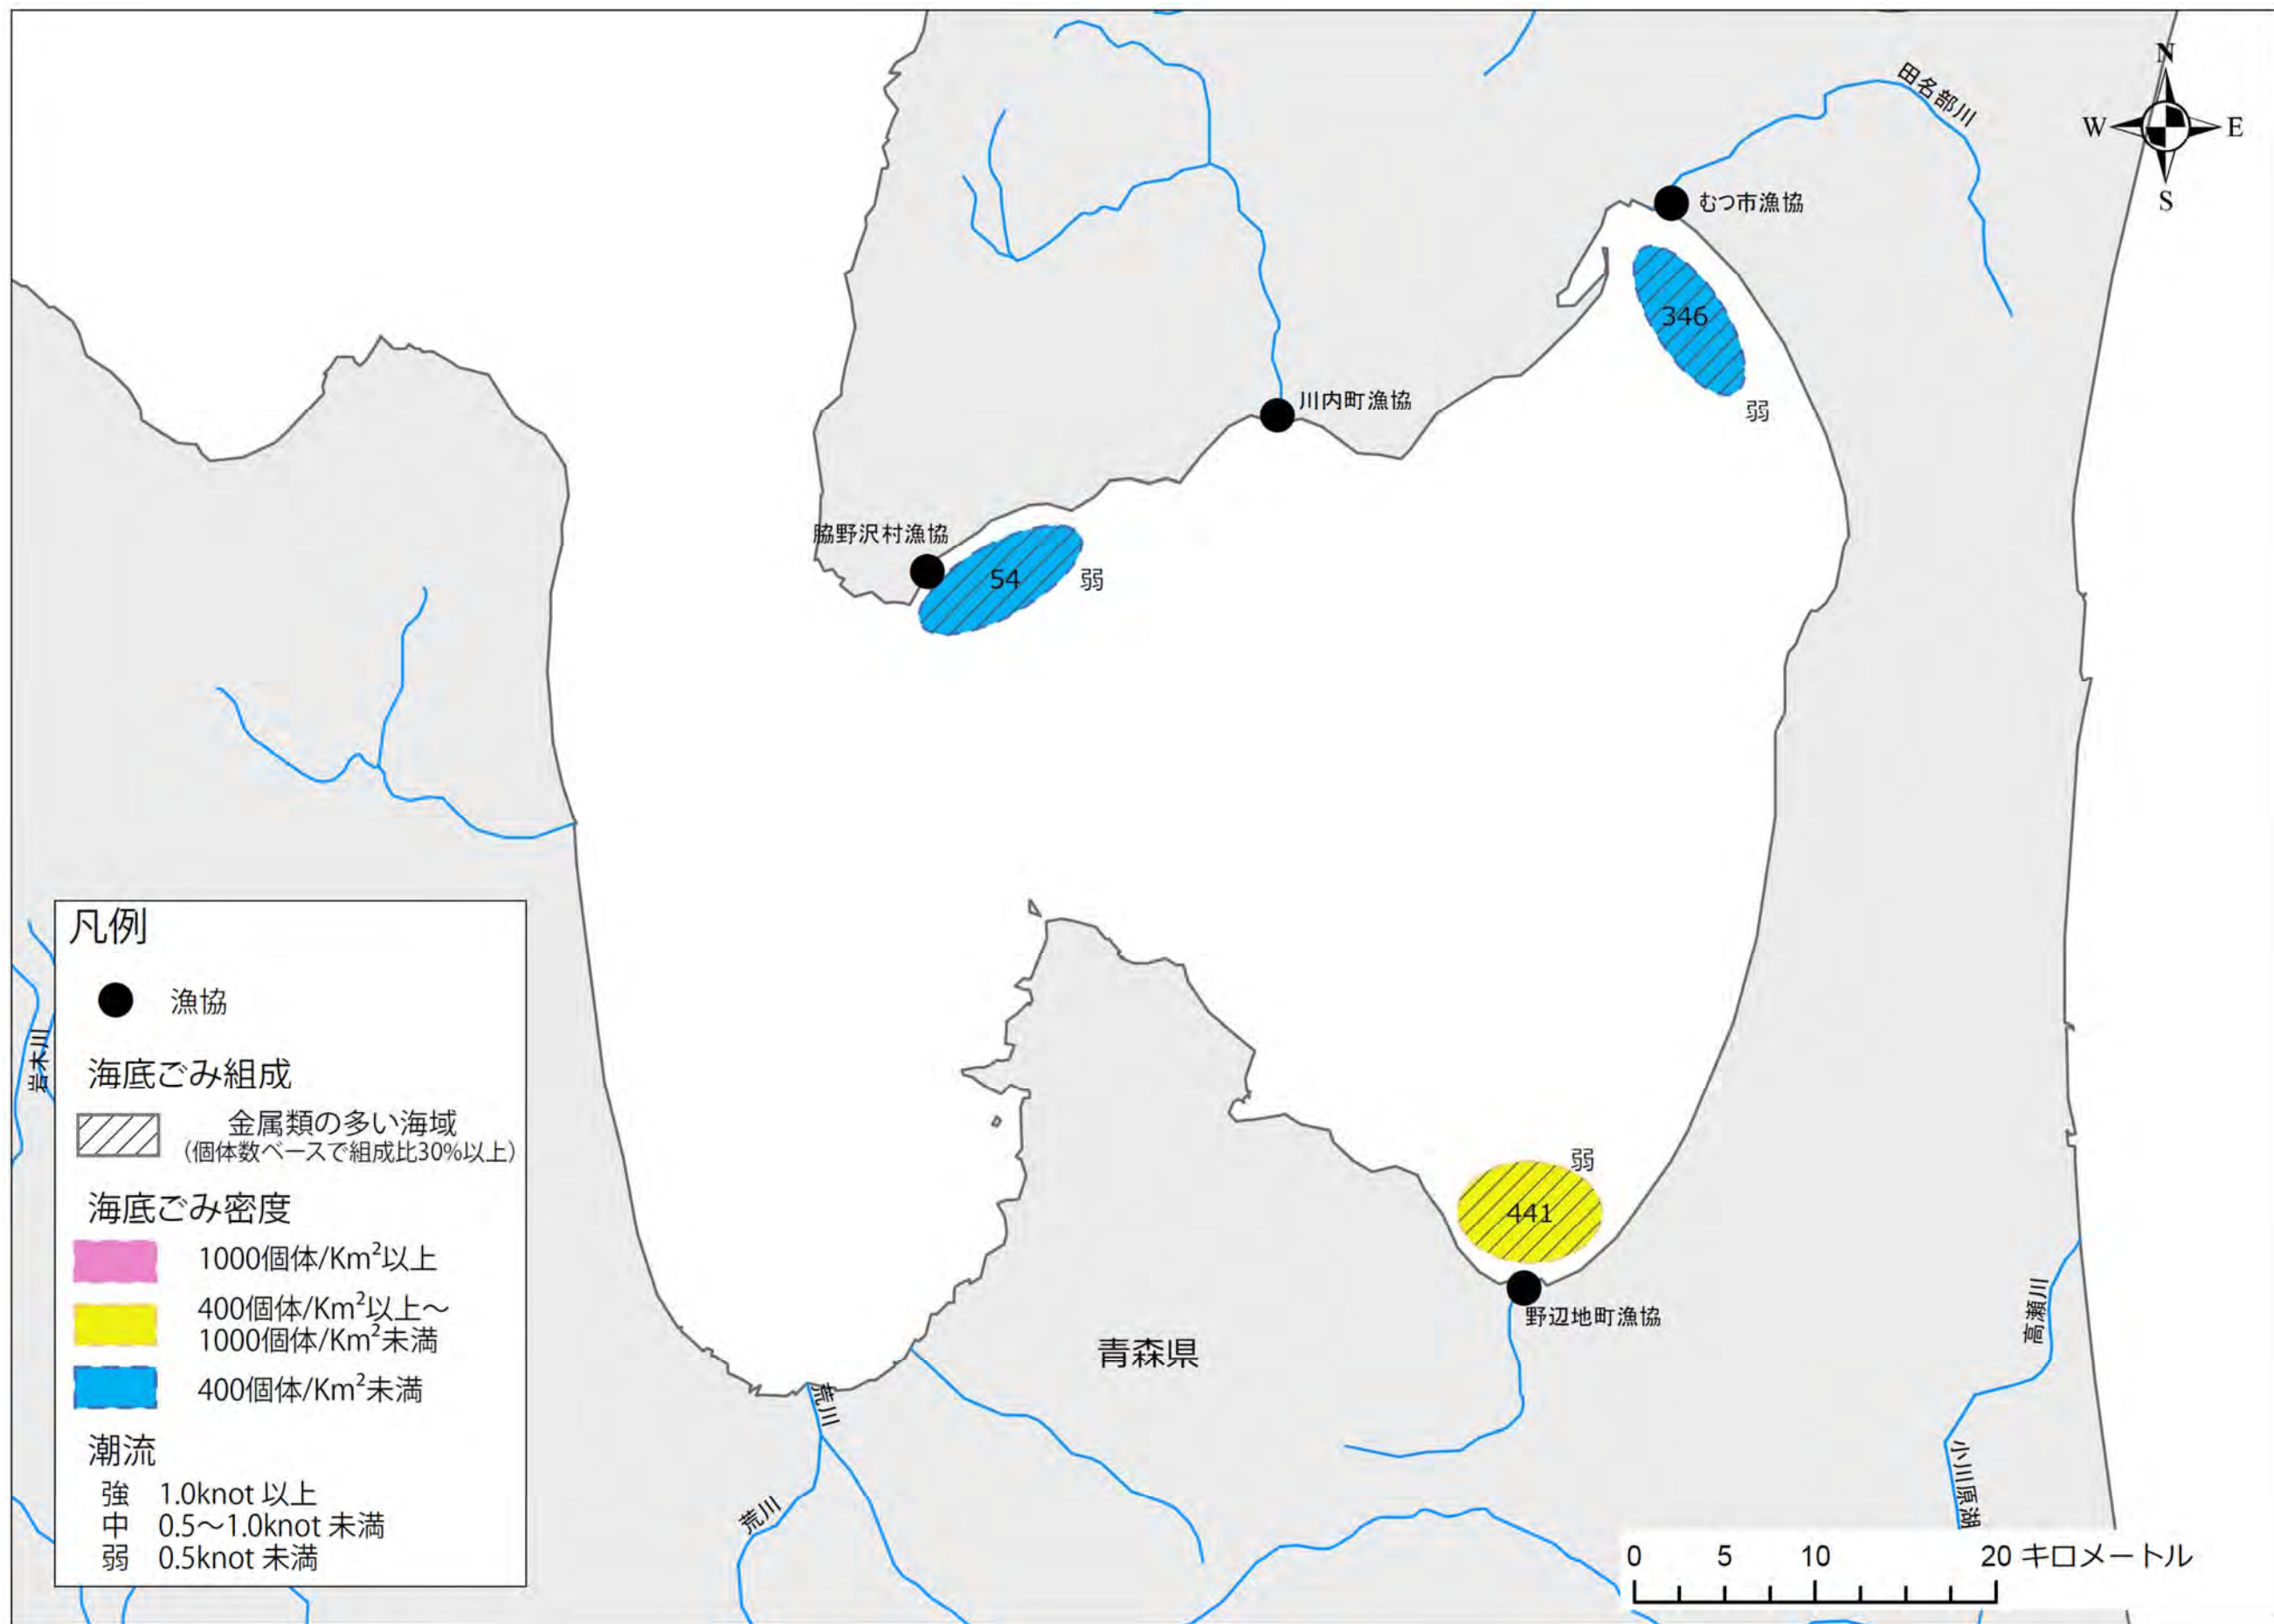 N
W
E
S
田名部川
むつ市漁協
346
弱
川内町漁協
脇野沢村漁協
54
弱
弱
441
野辺地町漁協
青森県
高瀬川
小川原湖
荒川
荒川
岩木川
凡例
漁協
海底ごみ組成
金属類の多い海域
(個体数ベースで組成比30%以上)
海底ごみ密度
1000個体/Km²以上
400個体/Km²以上～
1000個体/Km²未満
400個体/Km²未満
潮流
強 1.0knot 以上
中 0.5～1.0knot 未満
弱 0.5knot 未満
0 5 10 20 キロメートル